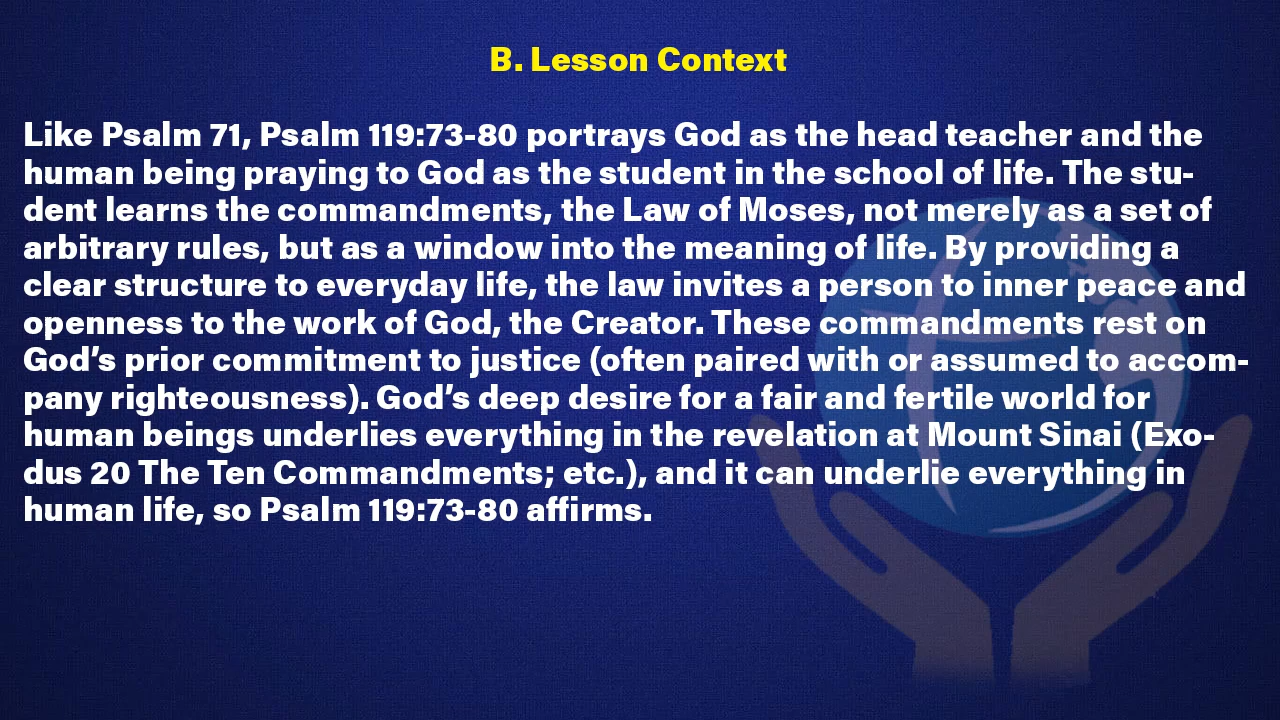 B. Lesson Context
Like Psalm 71, Psalm 119:73-80 portrays God as the head teacher and the
human being praying to God as the student in the school of life. The stu-
dent learns the commandments, the Law of Moses, not merely as a set of
arbitrary rules, but as a window into the meaning of life. By providing a
clear structure to everyday life, the law invites a person to inner peace and
openness to the work of God, the Creator. These commandments rest on
God’s prior commitment to justice (often paired with or assumed to accom-
pany righteousness). God’s deep desire for a fair and fertile world for
human beings underlies everything in the revelation at Mount Sinai (Exo-
dus 20 The Ten Commandments; etc.), and it can underlie everything in
human life, so Psalm 119:73-80 affirms.